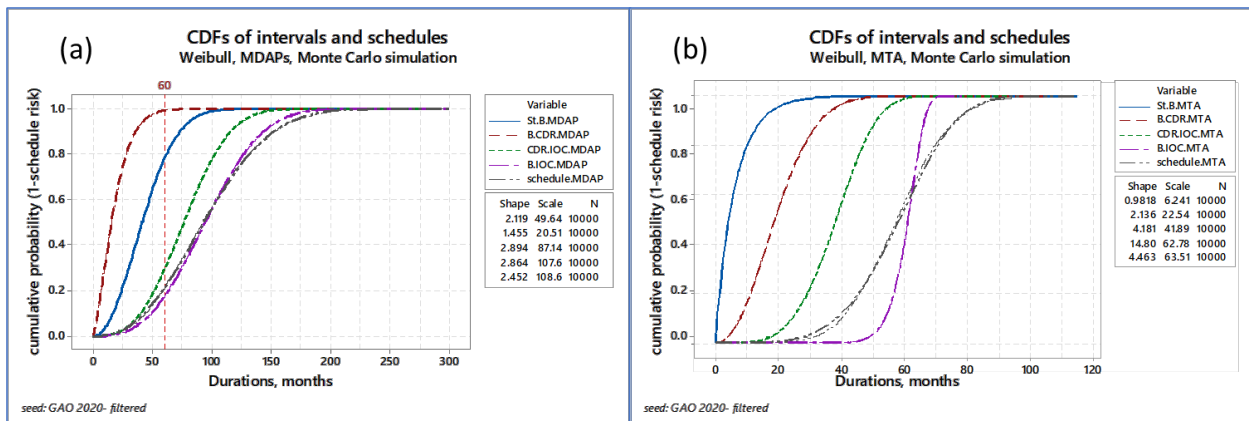 (a)
CDFs of intervals and schedules
Weibull, MDAPs, Monte Carlo simulation
60
cumulative probability (1-schedule risk)
1.0
0.8
0.6
0.4
0.2
0.0
0 50 100 150 200 250 300
Durations, months
Variable
St.B.MDAP
B.CDR.MDAP
CDR.IOC.MDAP
B.IOC.MDAP
schedule.MDAP
Shape Scale N
2.119 49.64 10000
1.455 20.51 10000
2.894 87.14 10000
2.864 107.6 10000
2.452 108.6 10000
seed: GAO 2020- filtered
(b)
CDFs of intervals and schedules
Weibull, MTA, Monte Carlo simulation
cumulative probability (1-schedule risk)
1.0
0.8
0.6
0.4
0.2
0.0
0 20 40 60 80 100 120
Durations, months
Variable
St.B.MTA
B.CDR.MTA
CDR.IOC.MTA
B.IOC.MTA
schedule.MTA
Shape Scale N
0.9818 6.241 10000
2.136 22.54 10000
4.181 41.89 10000
14.80 62.78 10000
4.463 63.51 10000
seed: GAO 2020- filtered